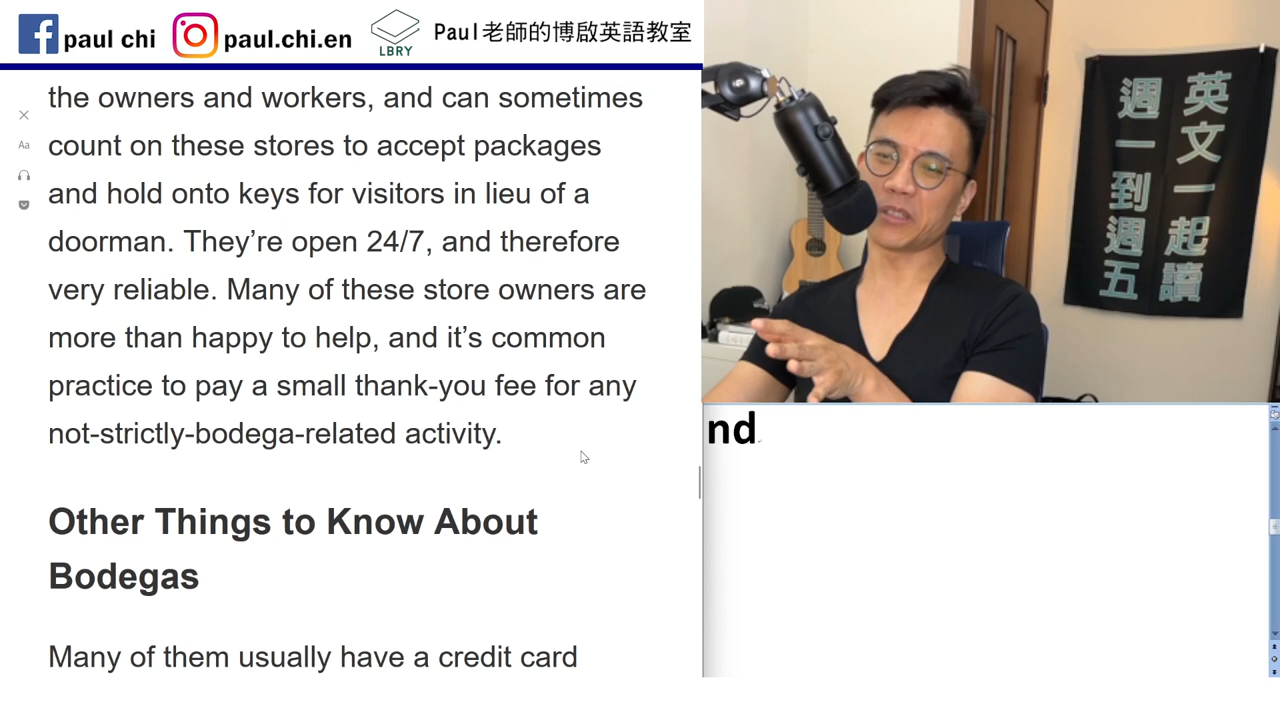 paul chi
paul.chi.en
LBRY
Paul老師的博啟英語教室
the owners and workers, and can sometimes
count on these stores to accept packages
and hold onto keys for visitors in lieu of a
doorman. They’re open 24/7, and therefore
very reliable. Many of these store owners are
more than happy to help, and it’s common
practice to pay a small thank-you fee for any
not-strictly-bodega-related activity.
Other Things to Know About
Bodegas
Many of them usually have a credit card
Aa
英文一起讀
週一到週五
nd